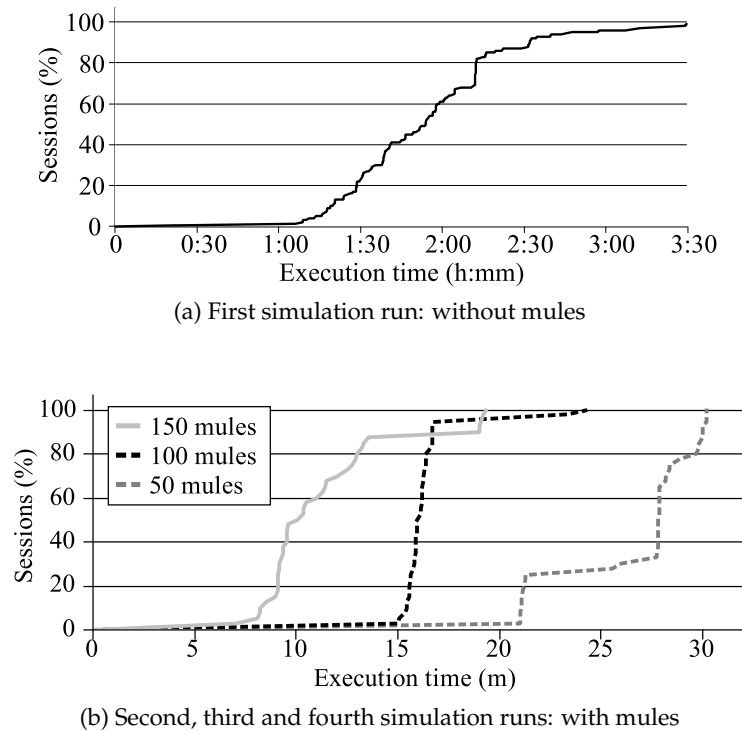 100
80
60
40
20
0
Sessions (%)
0 0:30 1:00 1:30 2:00 2:30 3:00 3:30
Execution time (h:mm)
(a) First simulation run: without mules
100
80
60
40
20
0
Sessions (%)
150 mules
100 mules
50 mules
0 5 10 15 20 25 30
Execution time (m)
(b) Second, third and fourth simulation runs: with mules